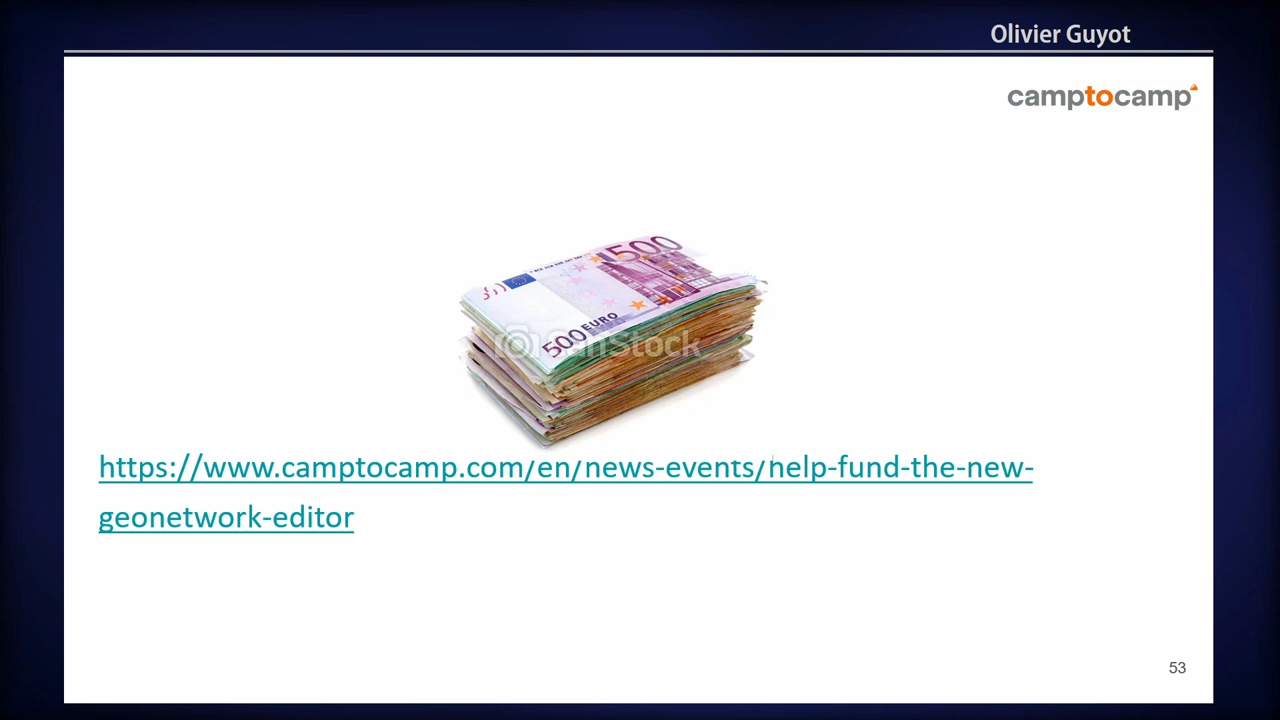 Olivier Guyot
camptocamp
500
500 EURO
CanStock
https://www.camptocamp.com/en/news-events/help-fund-the-new-
geonetwork-editor
53